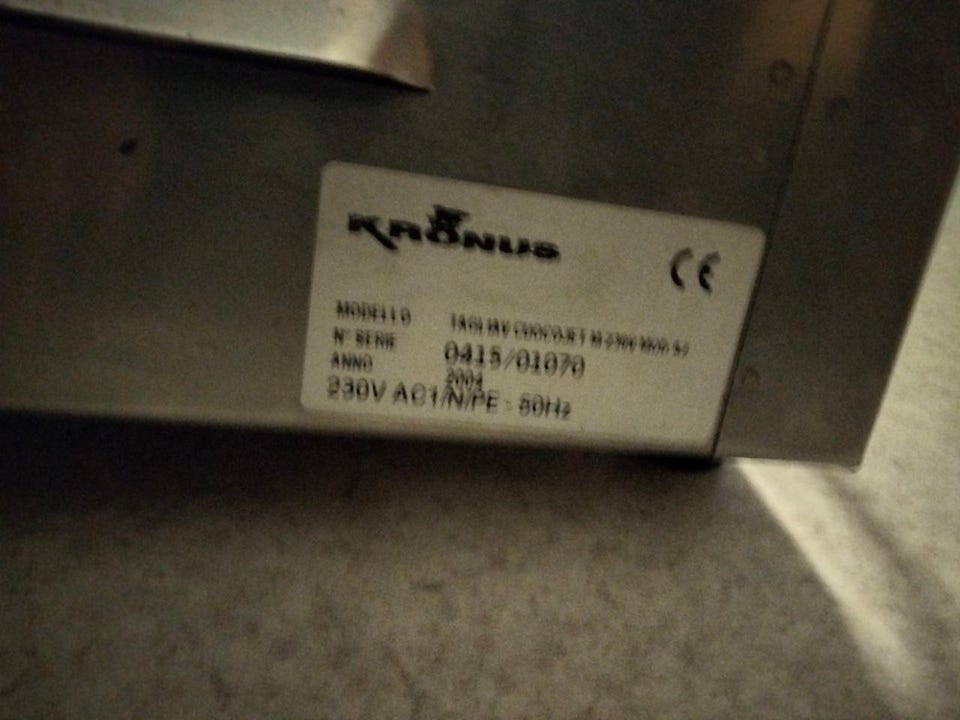 KRONUS
CE
MODELLO
N° SERIE 0415/01070
ANNO 2004
230V AC1/N/PE - 50Hz